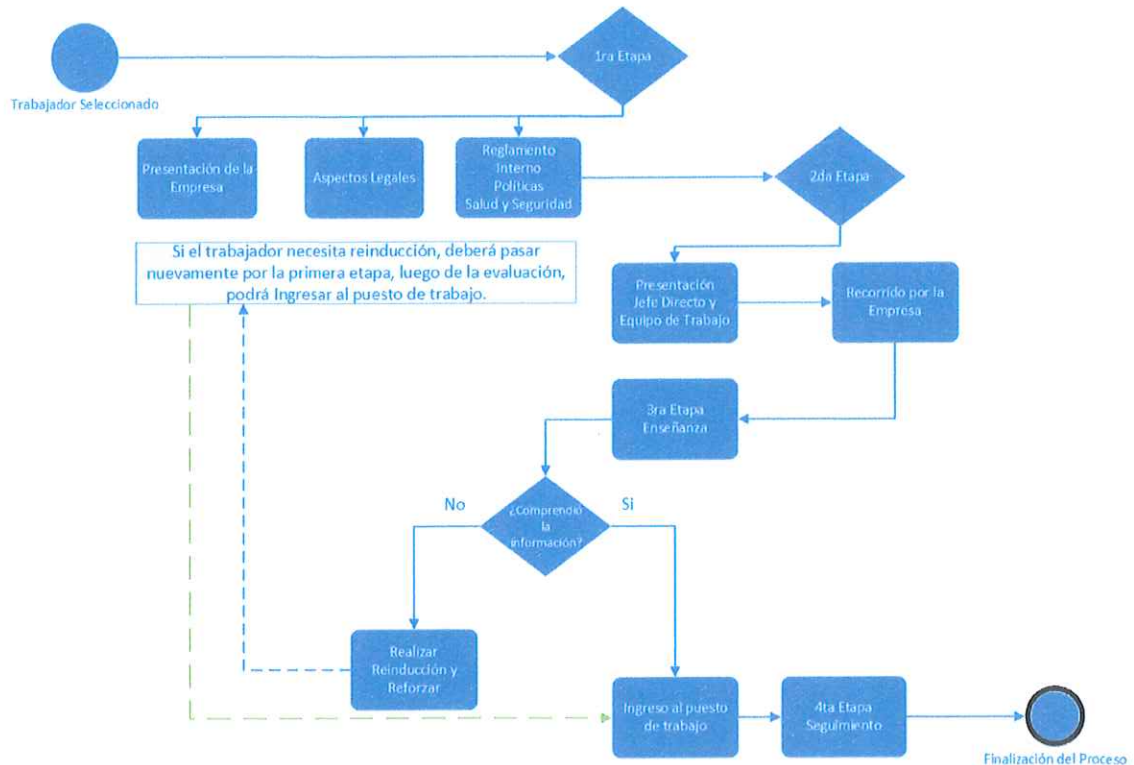 1ra Etapa
Trabajador Seleccionado
Presentación de la
Empresa
Aspectos Legales
Reglamento
Interno
Políticas
Salud y Seguridad
2da Etapa
Si el trabajador necesita reinducción, deberá pasar
nuevamente por la primera etapa, luego de la evaluación,
podrá Ingresar al puesto de trabajo.
Presentación
Jefe Directo y
Equipo de Trabajo
Recorrido por la
Empresa
3ra Etapa
Enseñanza
No
¿Comprendió
la
información?
Si
Realizar
Reinducción y
Reforzar
Ingreso al puesto
de trabajo
4ta Etapa
Seguimiento
Finalización del Proceso